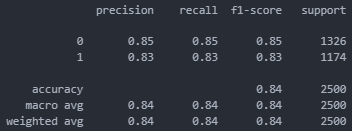 precision recall f1-score support
0 0.85 0.85 0.85 1326
1 0.83 0.83 0.83 1174
accuracy 0.84 2500
macro avg 0.84 0.84 0.84 2500
weighted avg 0.84 0.84 0.84 2500